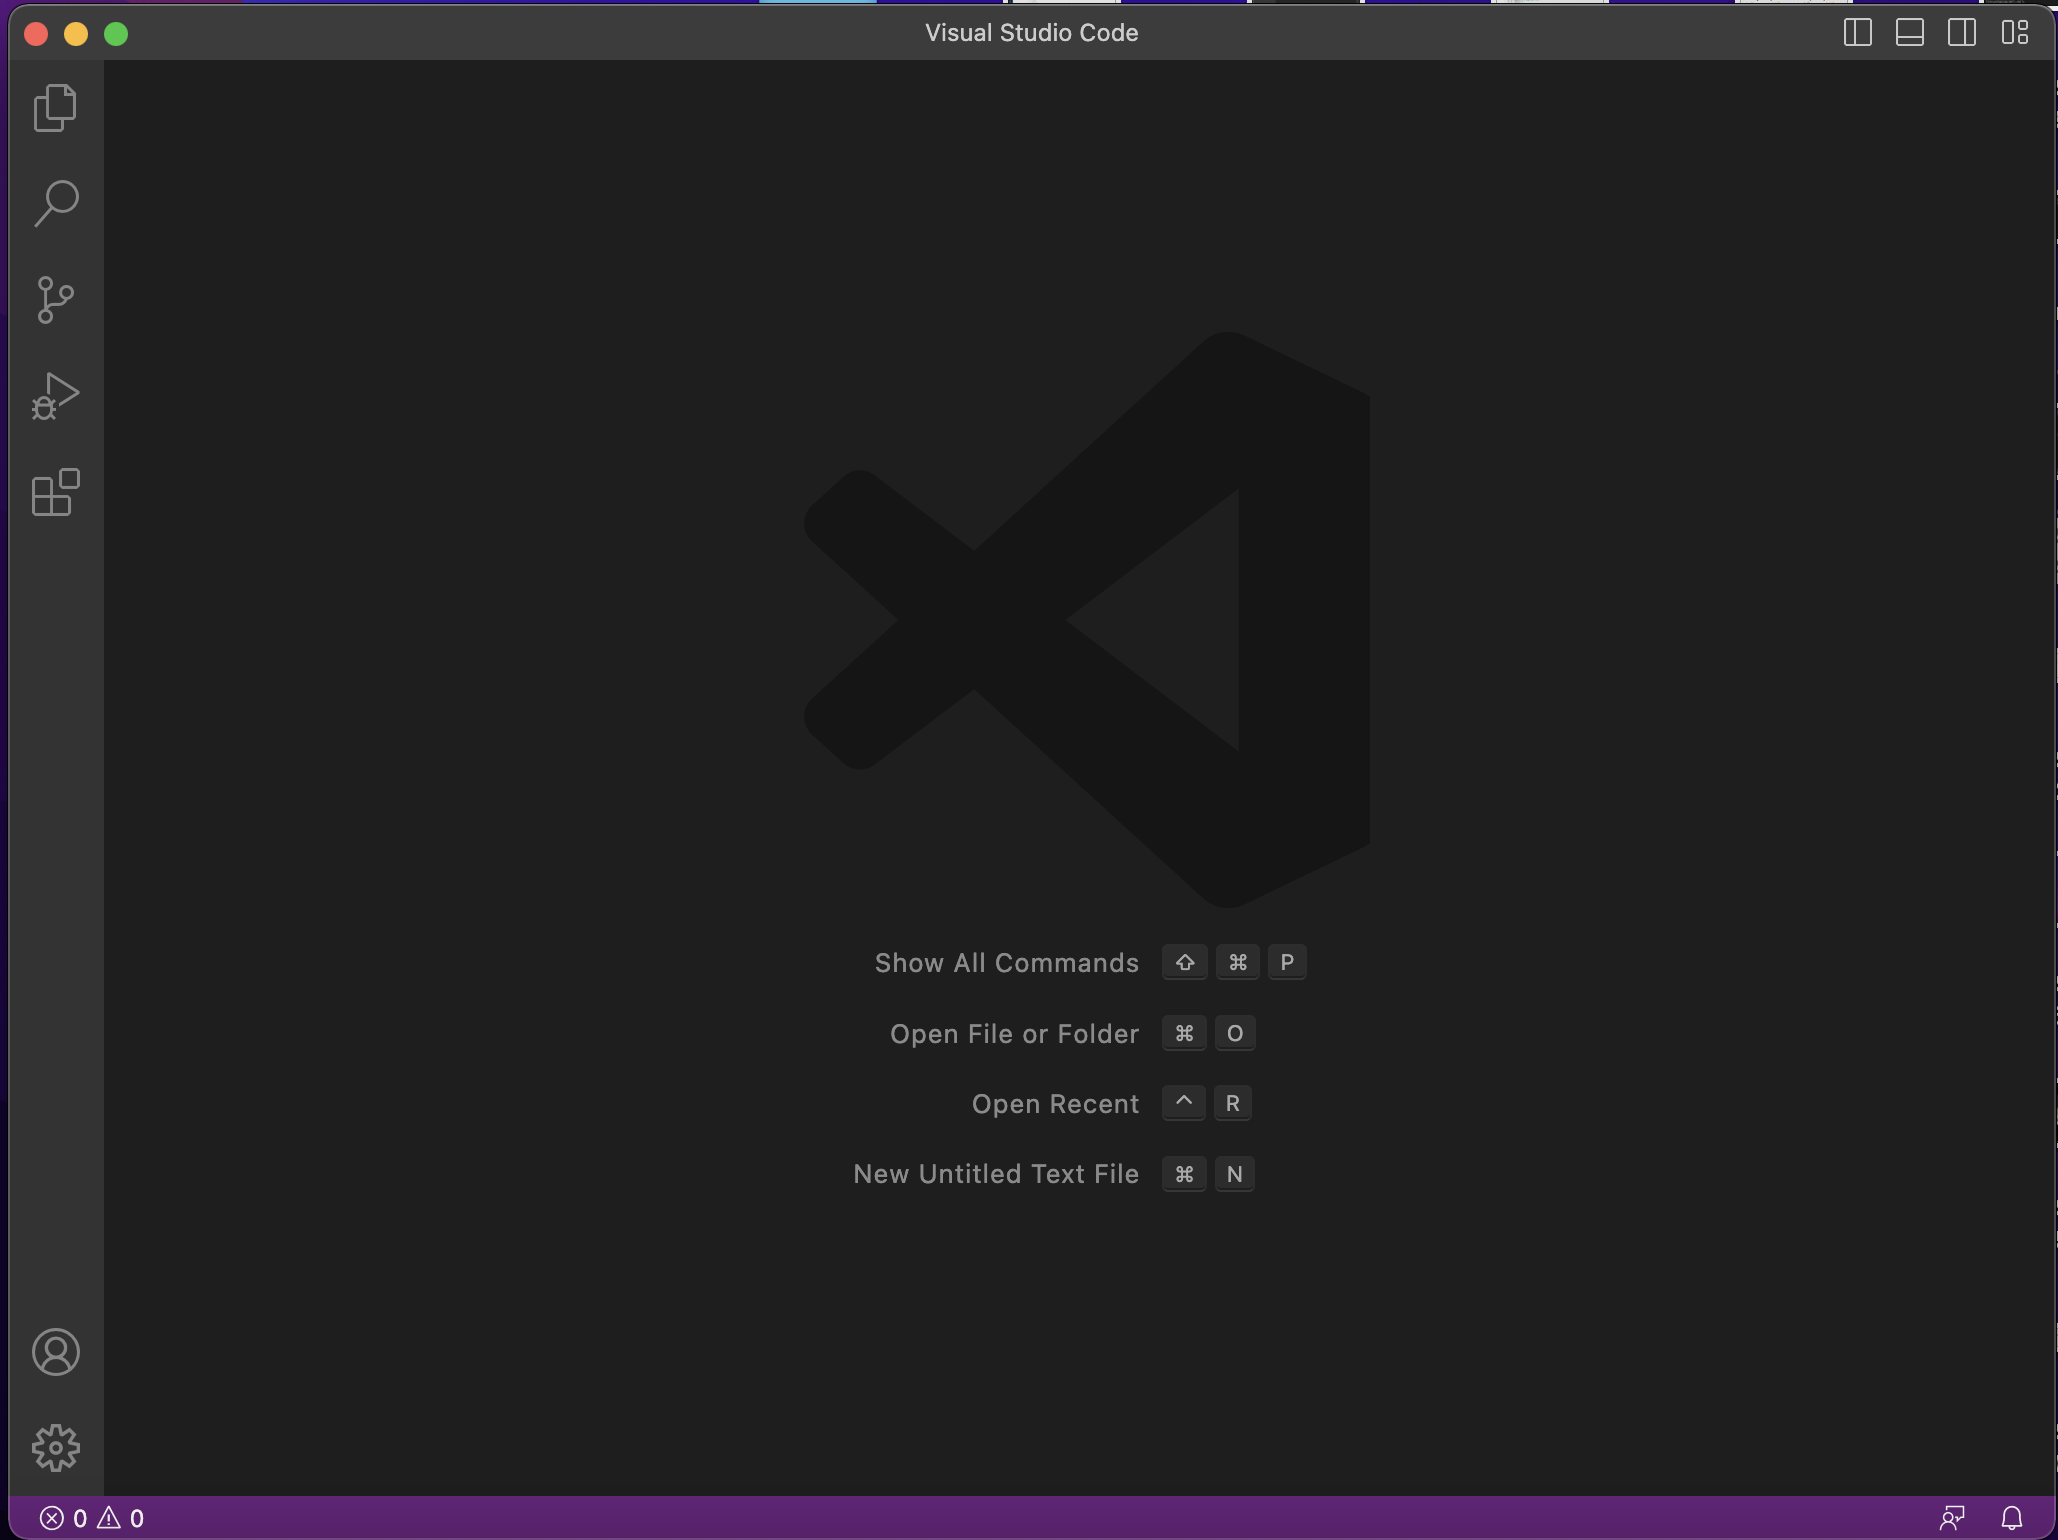 Visual Studio Code
Show All Commands ⇧ ⌘ P
Open File or Folder ⌘ O
Open Recent ^ R
New Untitled Text File ⌘ N
0 0